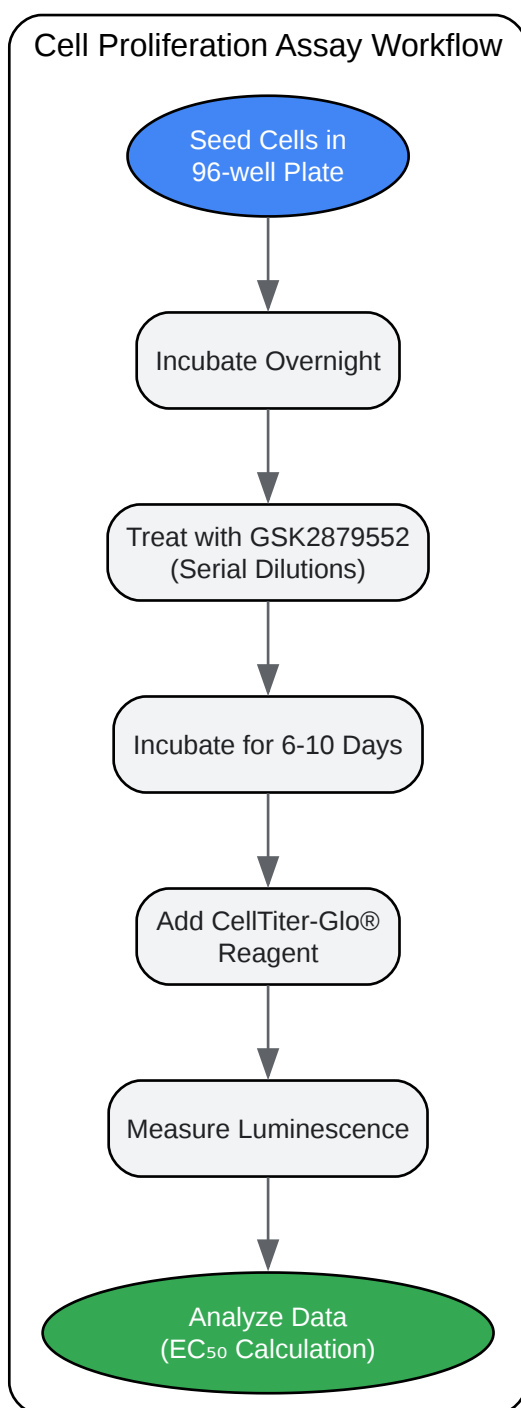 Cell Proliferation Assay Workflow
Seed Cells in
96-well Plate
Incubate Overnight
Treat with GSK2879552
(Serial Dilutions)
Incubate for 6-10 Days
Add CellTiter-Glo®
Reagent
Measure Luminescence
Analyze Data
(EC₅₀ Calculation)